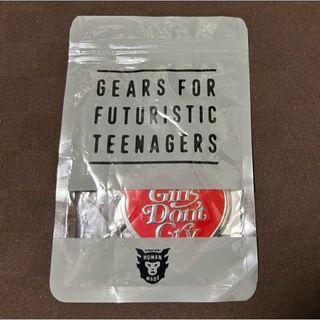 GEARS FOR
FUTURISTIC
TEENAGERS
Girls
Don't
Cry
HUMAN
MADE